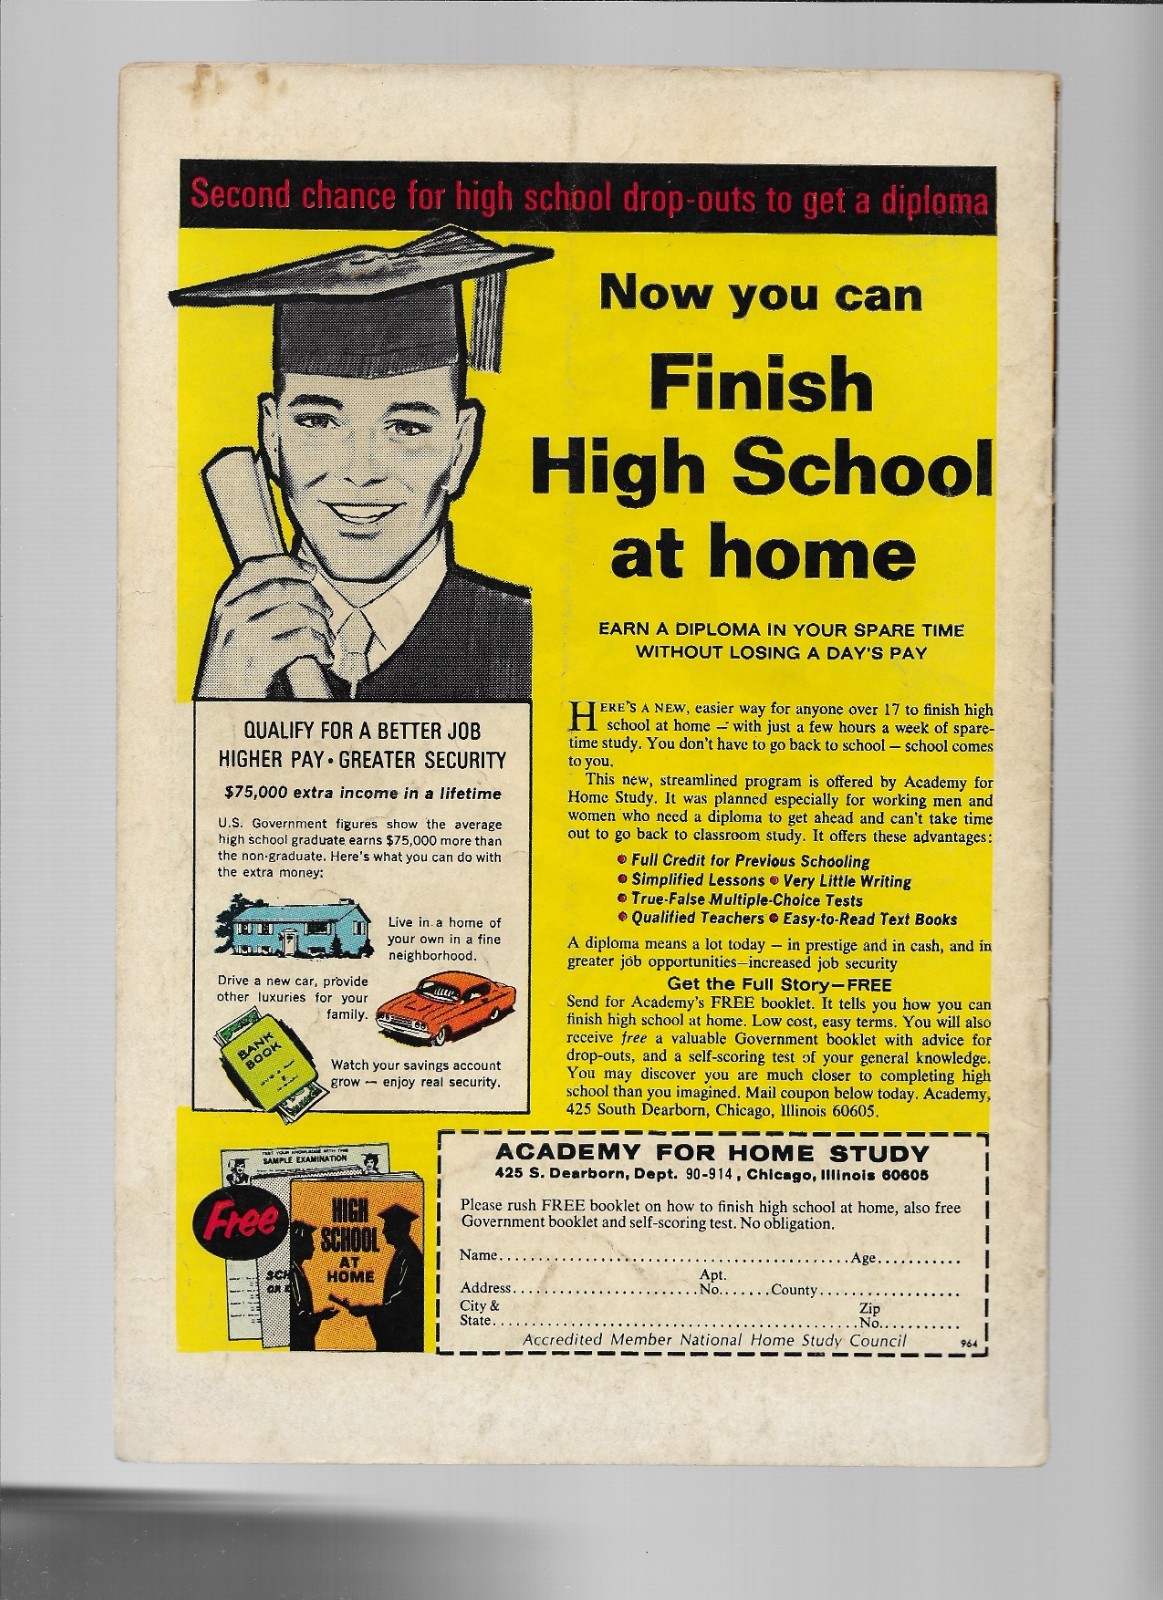 Second chance for high school drop-outs to get a diploma
Now you can
Finish
High School
at home
EARN A DIPLOMA IN YOUR SPARE TIME
WITHOUT LOSING A DAY'S PAY
HERE'S A NEW, easier way for anyone over 17 to finish high
school at home — with just a few hours a week of spare-
time study. You don't have to go back to school — school comes
to you.
This new, streamlined program is offered by Academy for
Home Study. It was planned especially for working men and
women who need a diploma to get ahead and can't take time
out to go back to classroom study. It offers these advantages:
• Full Credit for Previous Schooling
• Simplified Lessons • Very Little Writing
• True-False Multiple-Choice Tests
• Qualified Teachers • Easy-to-Read Text Books
A diploma means a lot today — in prestige and in cash, and in
greater job opportunities—increased job security
Get the Full Story—FREE
Send for Academy's FREE booklet. It tells you how you can
finish high school at home. Low cost, easy terms. You will also
receive free a valuable Government booklet with advice for
drop-outs, and a self-scoring test of your general knowledge.
You may discover you are much closer to completing high
school than you imagined. Mail coupon below today. Academy,
425 South Dearborn, Chicago, Illinois 60605.
QUALIFY FOR A BETTER JOB
HIGHER PAY • GREATER SECURITY
$75,000 extra income in a lifetime
U.S. Government figures show the average
high school graduate earns $75,000 more than
the non-graduate. Here's what you can do with
the extra money:
Live in a home of
your own in a fine
neighborhood.
Drive a new car, provide
other luxuries for your
family.
BANK
BOOK
Watch your savings account
grow — enjoy real security.
TEST YOUR KNOWLEDGE WITH THIS
SAMPLE EXAMINATION
Free
HIGH
SCHOOL
AT
HOME
ACADEMY FOR HOME STUDY
425 S. Dearborn, Dept. 90-914, Chicago, Illinois 60605
Please rush FREE booklet on how to finish high school at home, also free
Government booklet and self-scoring test. No obligation.
Name.......................................................Age...........
Address............................Apt. No.......County......................
City & State.......................................................Zip No...........
Accredited Member National Home Study Council
964